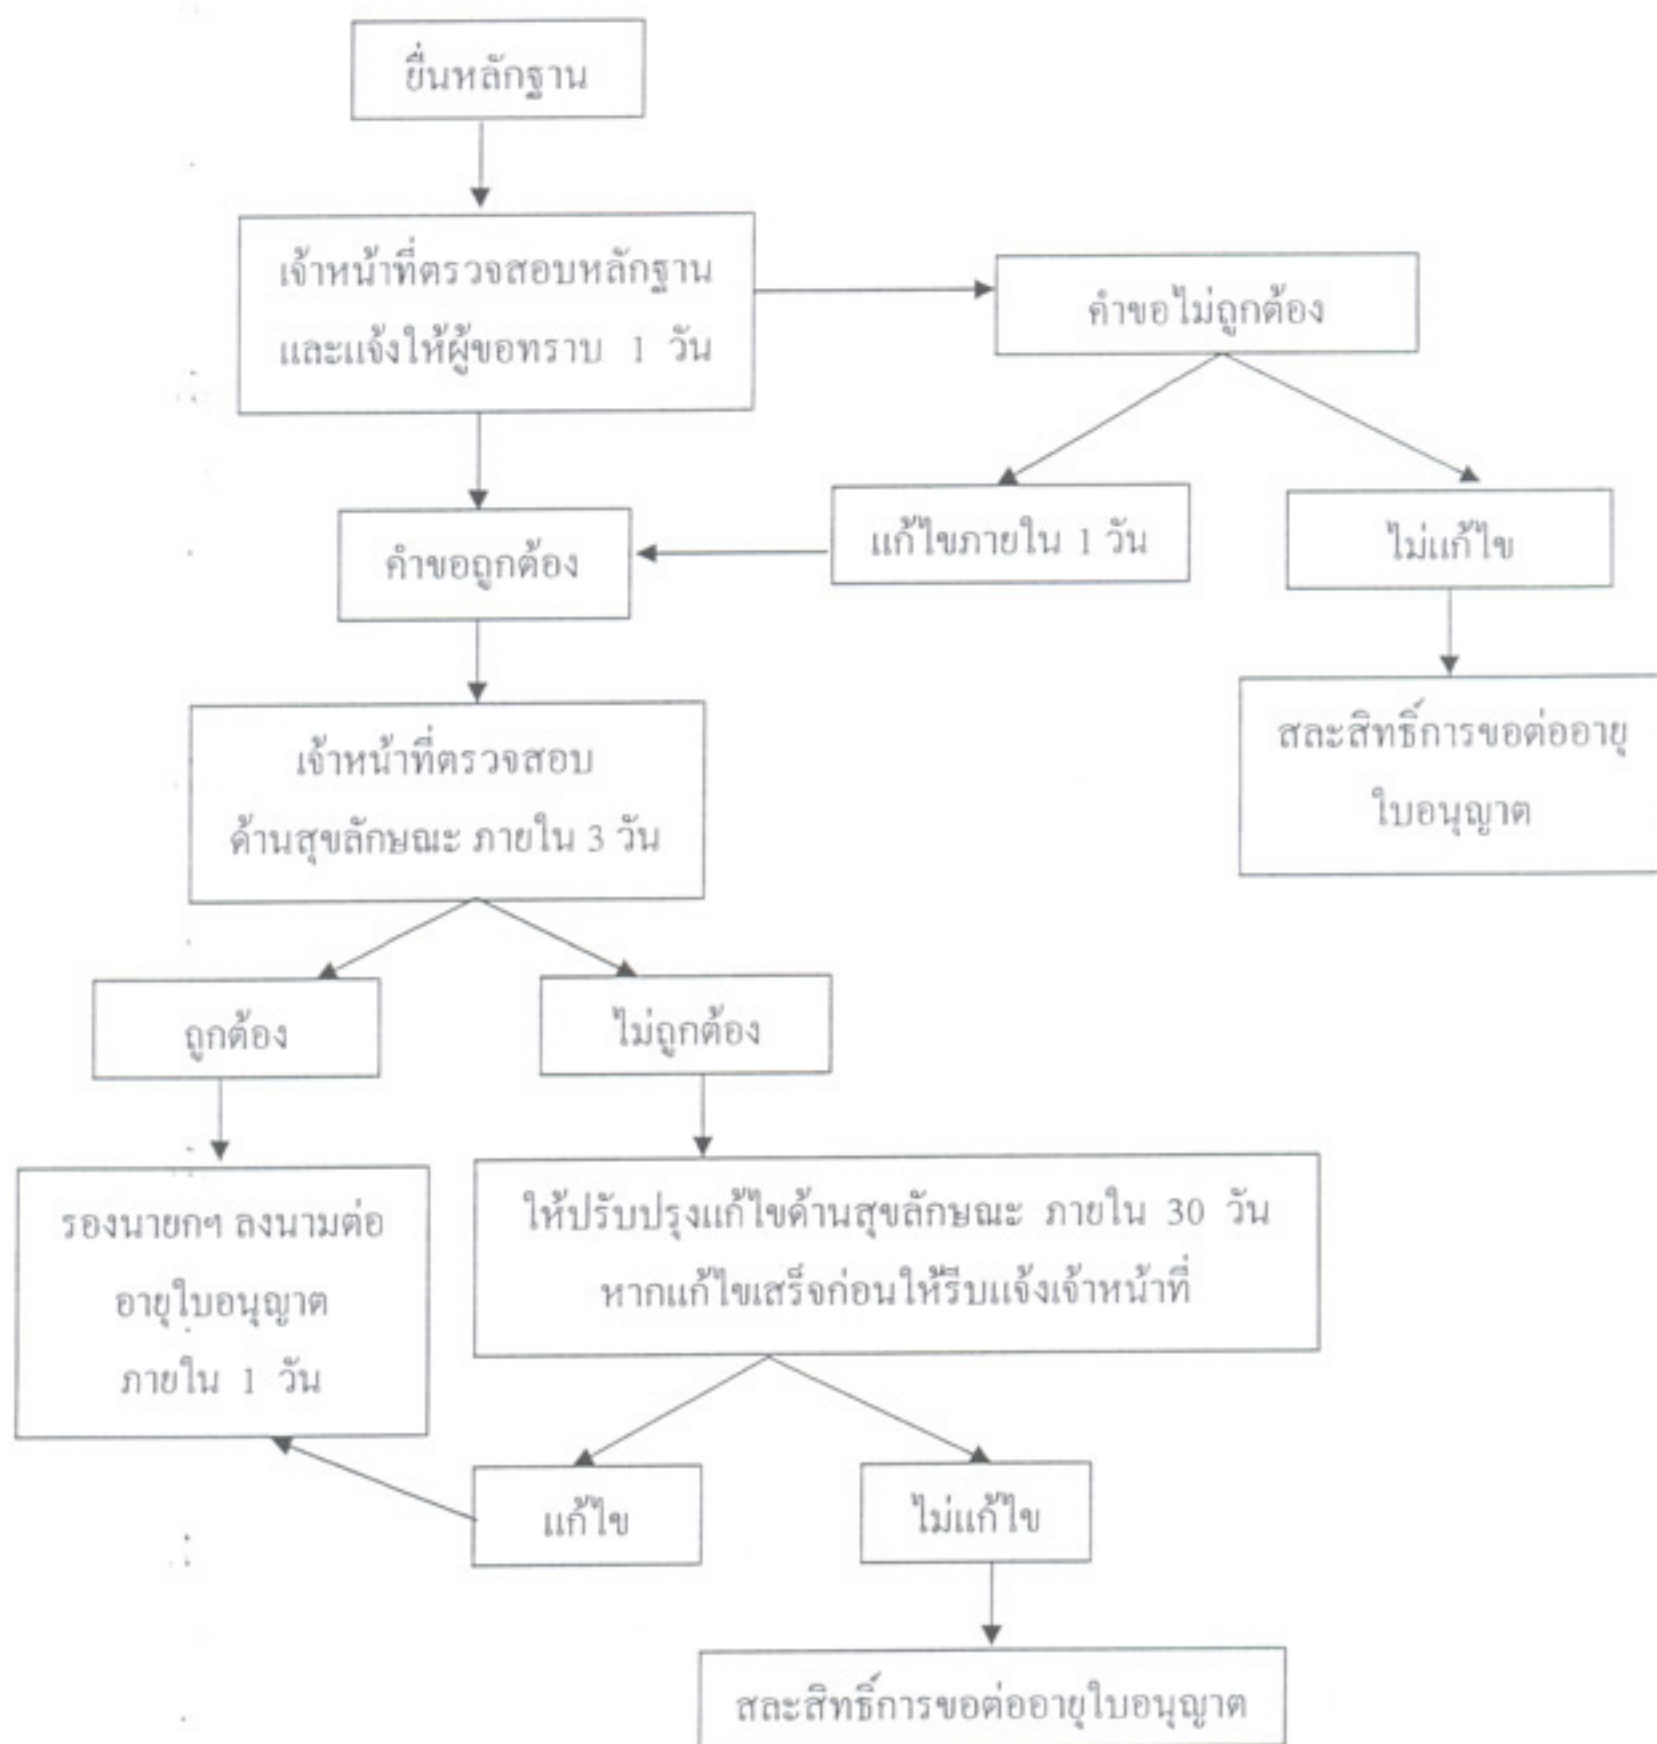 ยื่นหลักฐาน
เจ้าหน้าที่ตรวจสอบหลักฐาน
และแจ้งให้ผู้ขอทราบ 1 วัน
คำขอไม่ถูกต้อง
คำขอถูกต้อง
แก้ไขภายใน 1 วัน
ไม่แก้ไข
สละสิทธิ์การขอต่ออายุ
ใบอนุญาต
เจ้าหน้าที่ตรวจสอบ
ด้านสุขลักษณะ ภายใน 3 วัน
ถูกต้อง
ไม่ถูกต้อง
รองนายกฯ ลงนามต่อ
อายุใบอนุญาต
ภายใน 1 วัน
ให้ปรับปรุงแก้ไขด้านสุขลักษณะ ภายใน 30 วัน
หากแก้ไขเสร็จก่อนให้รีบแจ้งเจ้าหน้าที่
แก้ไข
ไม่แก้ไข
สละสิทธิ์การขอต่ออายุใบอนุญาต